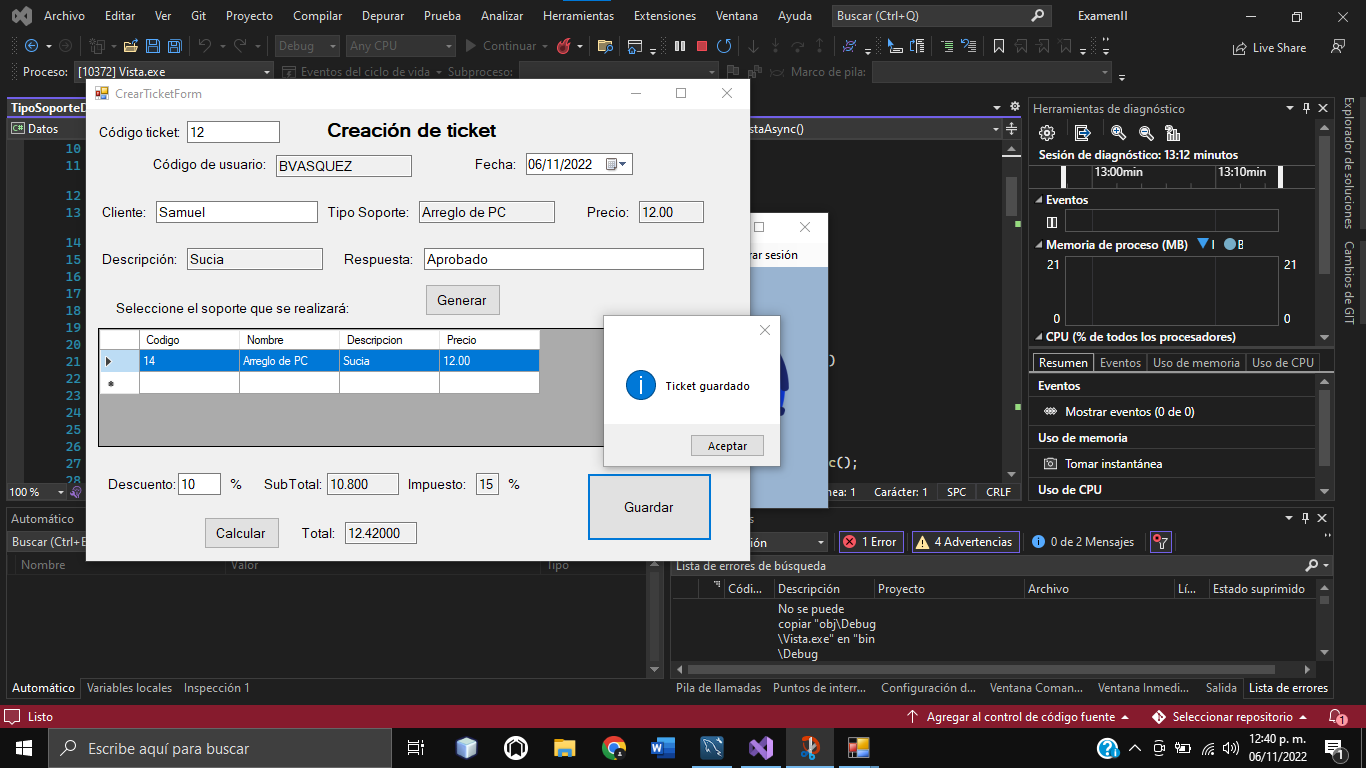 Archivo Editar Ver Git Proyecto Compilar Depurar Prueba Analizar Herramientas Extensiones Ventana Ayuda Buscar (Ctrl+Q) ExamenII
Debug Any CPU Continuar Live Share
Proceso: [10372] Vista.exe Eventos del ciclo de vida Subproceso: Marco de pila:
TipoSoporteD
CrearTicketForm
Herramientas de diagnóstico
C# Datos
staAsync()
Código ticket: 12 Creación de ticket
Código de usuario: BVASQUEZ Fecha: 06/11/2022
Cliente: Samuel Tipo Soporte: Arreglo de PC Precio: 12.00
Descripción: Sucia Respuesta: Aprobado
Generar
Seleccione el soporte que se realizará:
Codigo Nombre Descripcion Precio
14 Arreglo de PC Sucia 12.00
Ticket guardado
Aceptar
Descuento: 10 % SubTotal: 10.800 Impuesto: 15 %
Guardar
Calcular Total: 12.42000
10
11
12
13
14
15
16
17
18
19
20
21
22
23
24
25
26
27
28
rar sesión
)
c();
100 %
nea: 1 Carácter: 1 SPC CRLF
Sesión de diagnóstico: 13:12 minutos
13:00min 13:10min
Eventos
Memoria de proceso (MB) I B
21 21
0 0
CPU (% de todos los procesadores)
Resumen Eventos Uso de memoria Uso de CPU
Eventos
Mostrar eventos (0 de 0)
Uso de memoria
Tomar instantánea
Uso de CPU
Explorador de soluciones
Cambios de GIT
Automático
Buscar (Ctrl+E
Nombre Valor Tipo
Automático Variables locales Inspección 1
s
ión 1 Error 4 Advertencias 0 de 2 Mensajes
Lista de errores de búsqueda
Códi... Descripción Proyecto Archivo Lí... Estado suprimido
No se puede
copiar "obj\Debug
\Vista.exe" en "bin
\Debug
Pila de llamadas Puntos de interr... Configuración d... Ventana Coman... Ventana Inmedi... Salida Lista de errores
Listo Agregar al control de código fuente Seleccionar repositorio 1
Escribe aquí para buscar
12:40 p. m.
06/11/2022
1